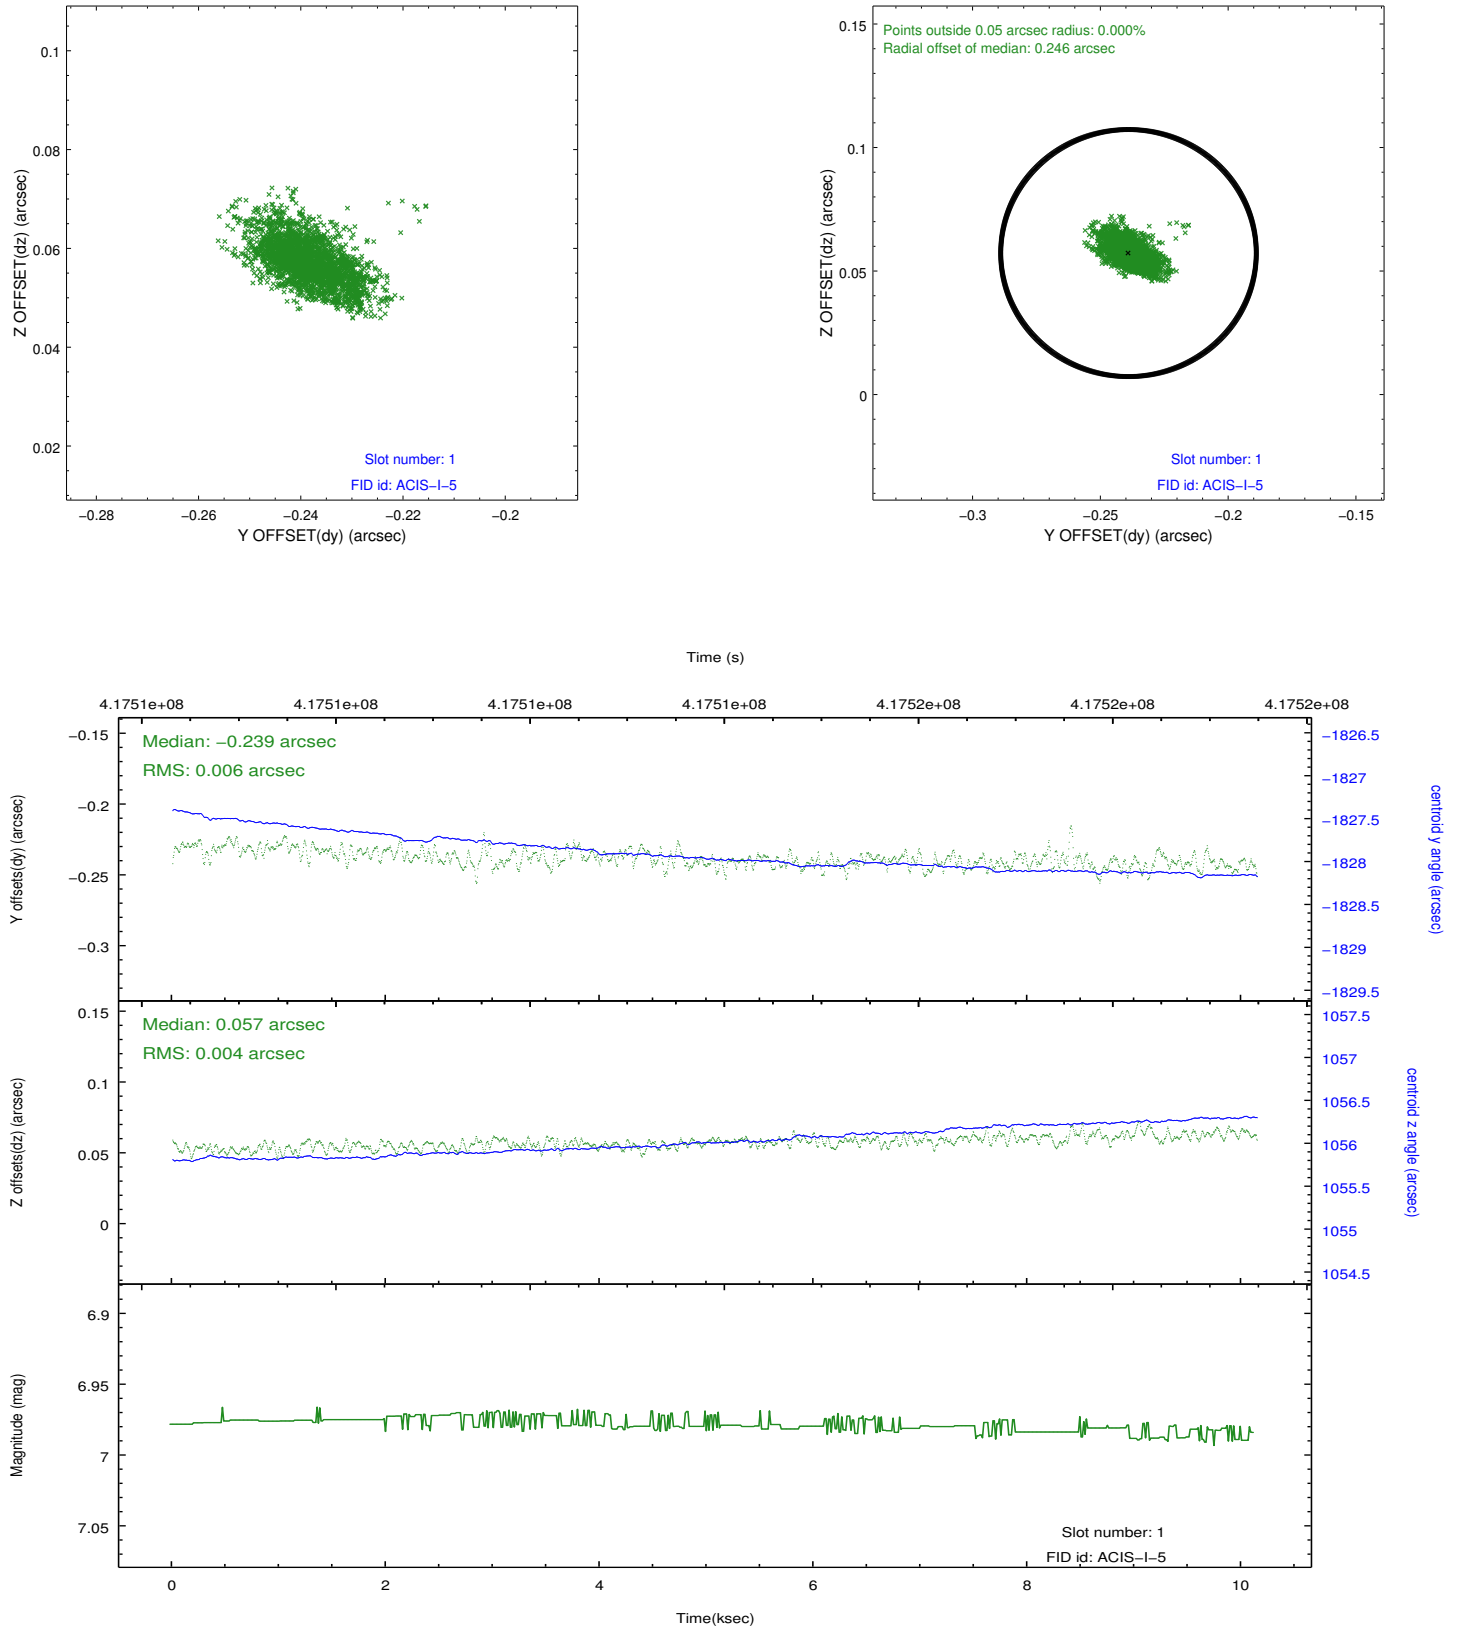 0.1
0.08
0.06
0.04
0.02
Z OFFSET(dz) (arcsec)
−0.28 −0.26 −0.24 −0.22 −0.2
Y OFFSET(dy) (arcsec)
Slot number: 1
FID id: ACIS−I−5
Points outside 0.05 arcsec radius: 0.000%
Radial offset of median: 0.246 arcsec
0.15
0.1
0.05
0
Z OFFSET(dz) (arcsec)
−0.3 −0.25 −0.2 −0.15
Y OFFSET(dy) (arcsec)
Slot number: 1
FID id: ACIS−I−5
Time (s)
4.1751e+08 4.1751e+08 4.1751e+08 4.1751e+08 4.1752e+08 4.1752e+08 4.1752e+08
Median: −0.239 arcsec
RMS: 0.006 arcsec
−0.15
−0.2
−0.25
−0.3
Y offsets(dy) (arcsec)
−1826.5
−1827
−1827.5
−1828
−1828.5
−1829
−1829.5
centroid y angle (arcsec)
Median: 0.057 arcsec
RMS: 0.004 arcsec
0.15
0.1
0.05
0
Z offsets(dz) (arcsec)
1057.5
1057
1056.5
1056
1055.5
1055
1054.5
centroid z angle (arcsec)
6.9
6.95
7
7.05
Magnitude (mag)
Slot number: 1
FID id: ACIS−I−5
0 2 4 6 8 10
Time(ksec)